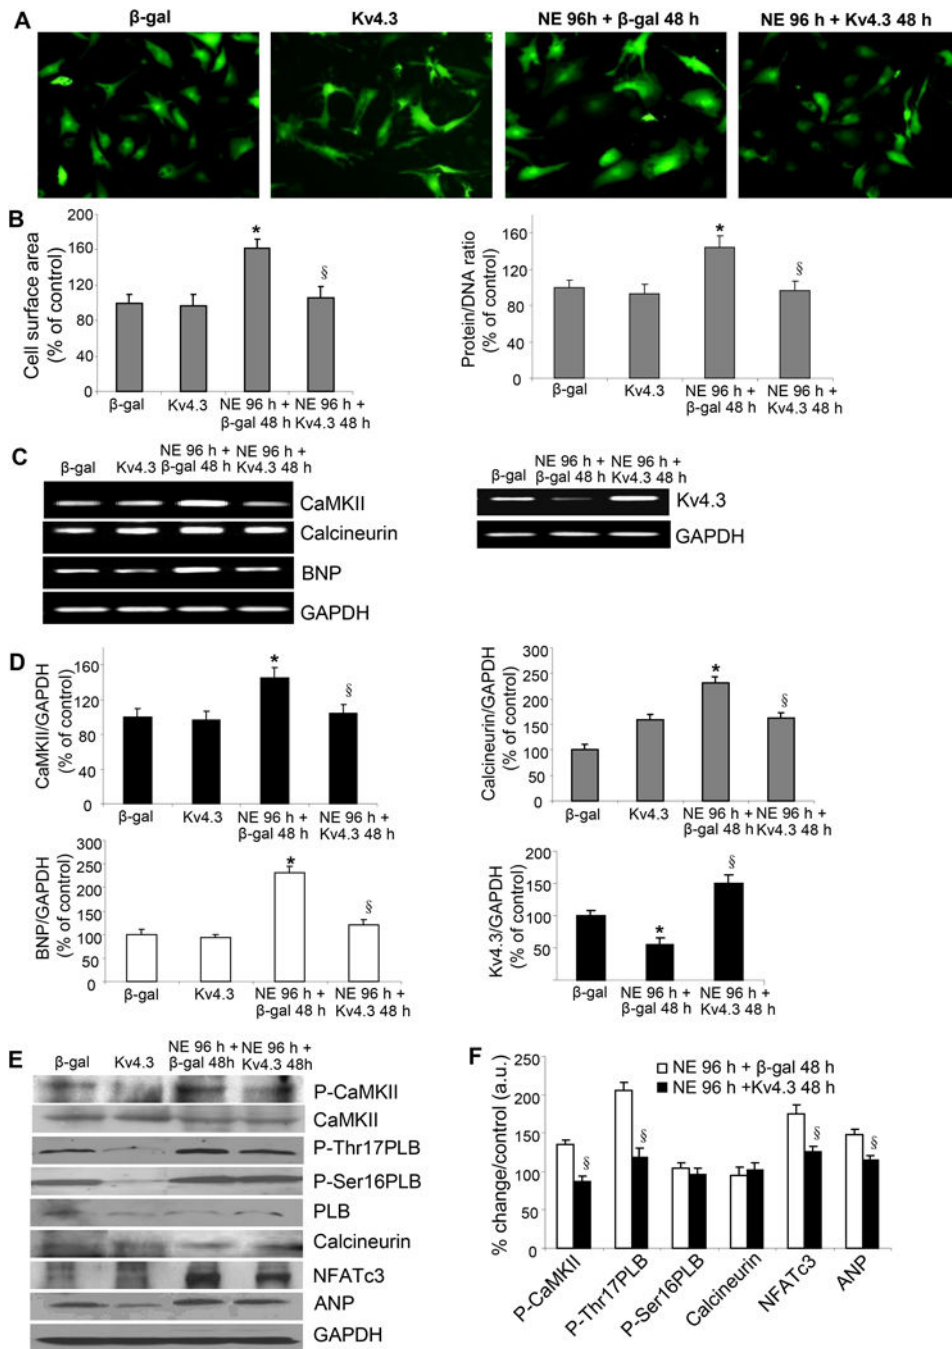 A
β-gal
Kv4.3
NE 96h + β-gal 48 h
NE 96 h + Kv4.3 48 h
B
Cell surface area
(% of control)
200
160
120
80
40
0
β-gal
Kv4.3
NE 96 h +
β-gal 48 h
NE 96 h +
Kv4.3 48 h
*
§
Protein/DNA ratio
(% of control)
160
120
80
40
0
β-gal
Kv4.3
NE 96 h +
β-gal 48 h
NE 96 h +
Kv4.3 48 h
*
§
C
β-gal
Kv4.3
NE 96 h +
β-gal 48 h
NE 96 h +
Kv4.3 48 h
CaMKII
Calcineurin
BNP
GAPDH
β-gal
NE 96 h +
β-gal 48 h
NE 96 h +
Kv4.3 48 h
Kv4.3
GAPDH
D
CaMKII/GAPDH
(% of control)
160
120
80
40
0
β-gal
Kv4.3
NE 96 h +
β-gal 48 h
NE 96 h +
Kv4.3 48 h
*
§
Calcineurin/GAPDH
(% of control)
300
250
200
150
100
50
0
β-gal
Kv4.3
NE 96 h +
β-gal 48 h
NE 96 h +
Kv4.3 48 h
*
§
BNP/GAPDH
(% of control)
300
250
200
150
100
50
0
β-gal
Kv4.3
NE 96 h +
β-gal 48 h
NE 96 h +
Kv4.3 48 h
*
§
Kv4.3/GAPDH
(% of control)
200
150
100
50
0
β-gal
NE 96 h +
β-gal 48 h
NE 96 h +
Kv4.3 48 h
*
§
E
β-gal
Kv4.3
NE 96 h +
β-gal 48h
NE 96 h +
Kv4.3 48h
P-CaMKII
CaMKII
P-Thr17PLB
P-Ser16PLB
PLB
Calcineurin
NFATc3
ANP
GAPDH
F
% change/control (a.u.)
250
200
150
100
50
0
NE 96 h + β-gal 48 h
NE 96 h +Kv4.3 48 h
§
§
§
§
P-CaMKII
P-Thr17PLB
P-Ser16PLB
Calcineurin
NFATc3
ANP